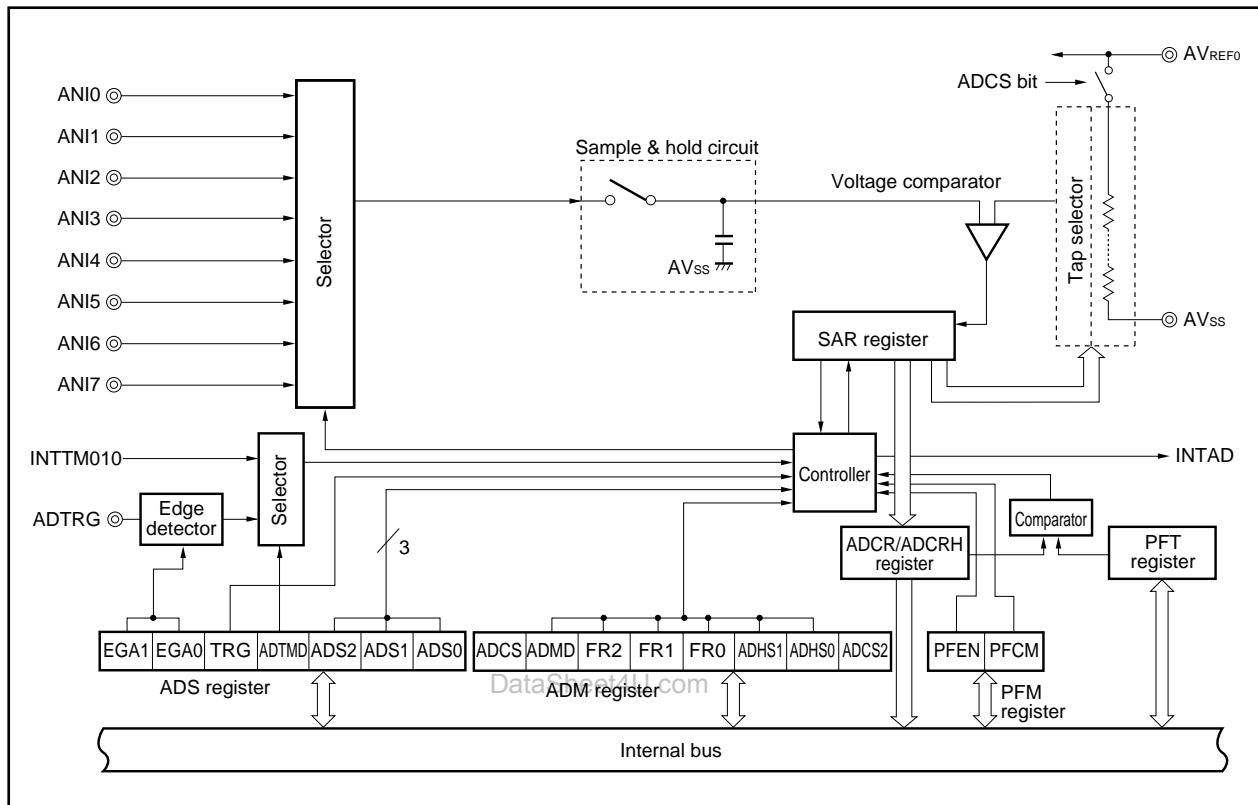 ANI0
ANI1
ANI2
ANI3
ANI4
ANI5
ANI6
ANI7
Selector
Sample & hold circuit
AVSS
Voltage comparator
ADCS bit
AVREF0
Tap selector
AVSS
SAR register
INTTM010
ADTRG
Edge
detector
Selector
3
Controller
INTAD
Comparator
ADCR/ADCRH
register
PFT
register
EGA1 EGA0 TRG ADTMD ADS2 ADS1 ADS0
ADS register
ADCS ADMD FR2 FR1 FR0 ADHS1 ADHS0 ADCS2
ADM register
DataSheet4U.com
PFEN PFCM
PFM
register
Internal bus